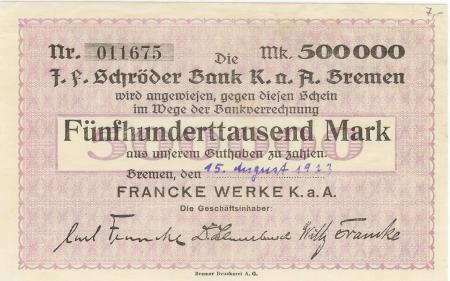 7,-
Nr. 011675 Die Mk. 500000
J. F. Schröder Bank K. a. A. Bremen
wird angewiesen, gegen diesen Schein
im Wege der Bankverrechnung
500000
Fünfhunderttausend Mark
aus unserem Guthaben zu zahlen.
Bremen, den 15. August 1923
FRANCKE WERKE K. a. A.
Die Geschäftsinhaber:
Carl Francke Willy Francke
Bremer Druckerei A. G.